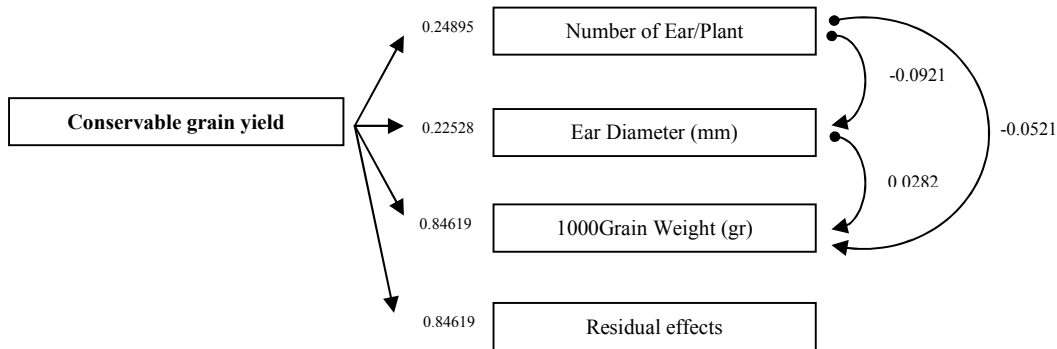 0.24895
Number of Ear/Plant
-0.0921
Conservable grain yield
0.22528
Ear Diameter (mm)
-0.0521
0.0282
0.84619
1000Grain Weight (gr)
0.84619
Residual effects